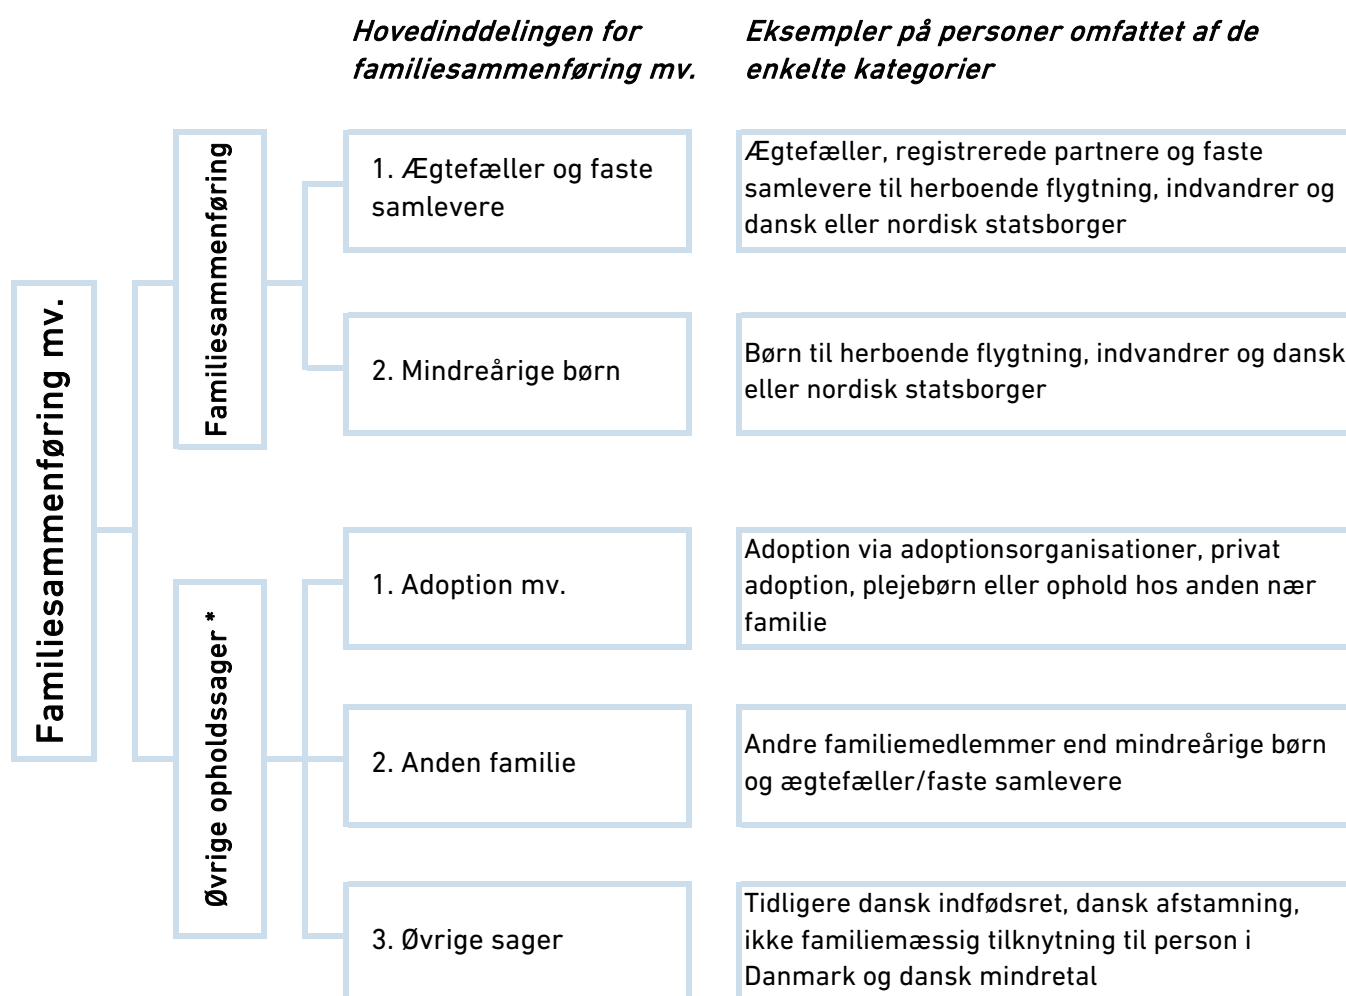 Hovedinddelingen for
familiesammenføring mv.
Eksempler på personer omfattet af de
enkelte kategorier
Familiesammenføring mv.
Familiesammenføring
1. Ægtefæller og faste
samlevere
Ægtefæller, registrerede partnere og faste
samlevere til herboende flygtning, indvandrer og
dansk eller nordisk statsborger
2. Mindreårige børn
Børn til herboende flygtning, indvandrer og dansk
eller nordisk statsborger
Øvrige opholdssager *
1. Adoption mv.
Adoption via adoptionsorganisationer, privat
adoption, plejebørn eller ophold hos anden nær
familie
2. Anden familie
Andre familiemedlemmer end mindreårige børn
og ægtefæller/faste samlevere
3. Øvrige sager
Tidligere dansk indfødsret, dansk afstamning,
ikke familiemæssig tilknytning til person i
Danmark og dansk mindretal